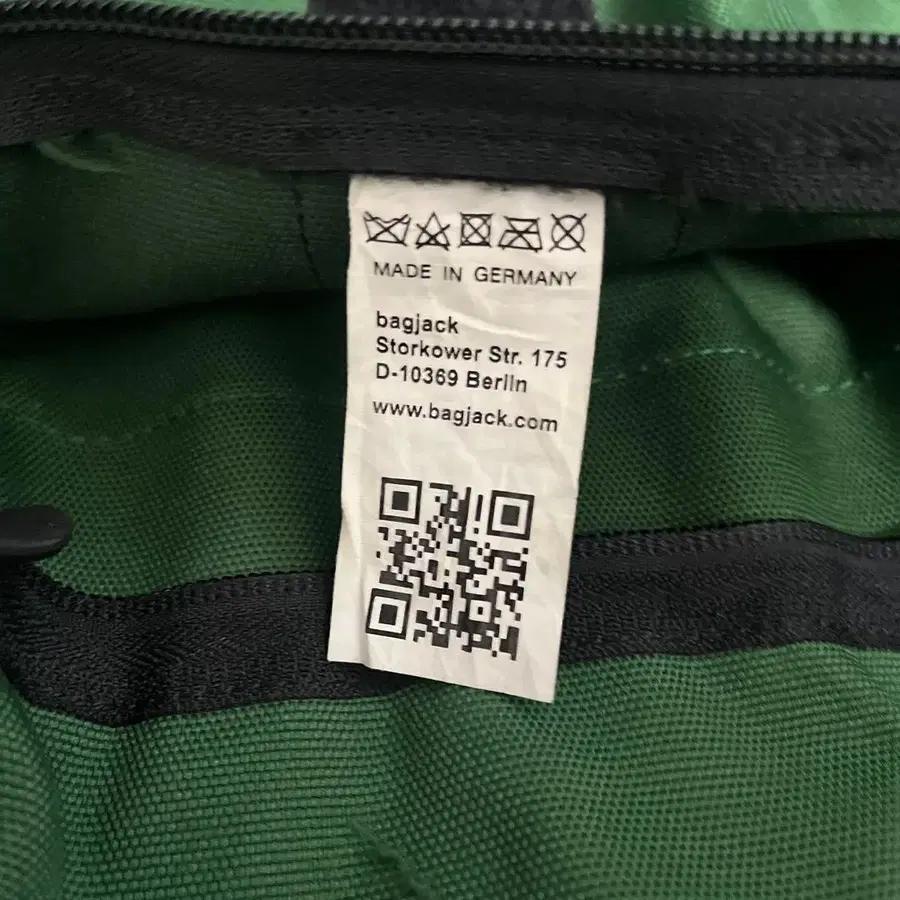 MADE IN GERMANY
bagjack
Storkower Str. 175
D-10369 Berlin
www.bagjack.com